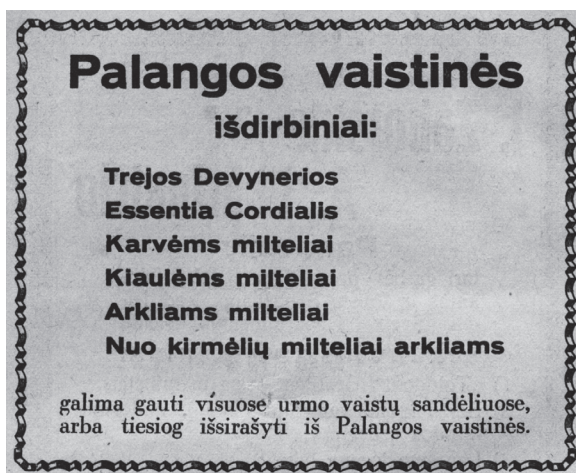 Palangos vaistinės
išdirbiniai:
Trejos Devynerios
Essentia Cordialis
Karvėms milteliai
Kiaulėms milteliai
Arkliams milteliai
Nuo kirmėlių milteliai arkliams
galima gauti visuose urmo vaistų sandėliuose,
arba tiesiog išsirašyti iš Palangos vaistinės.